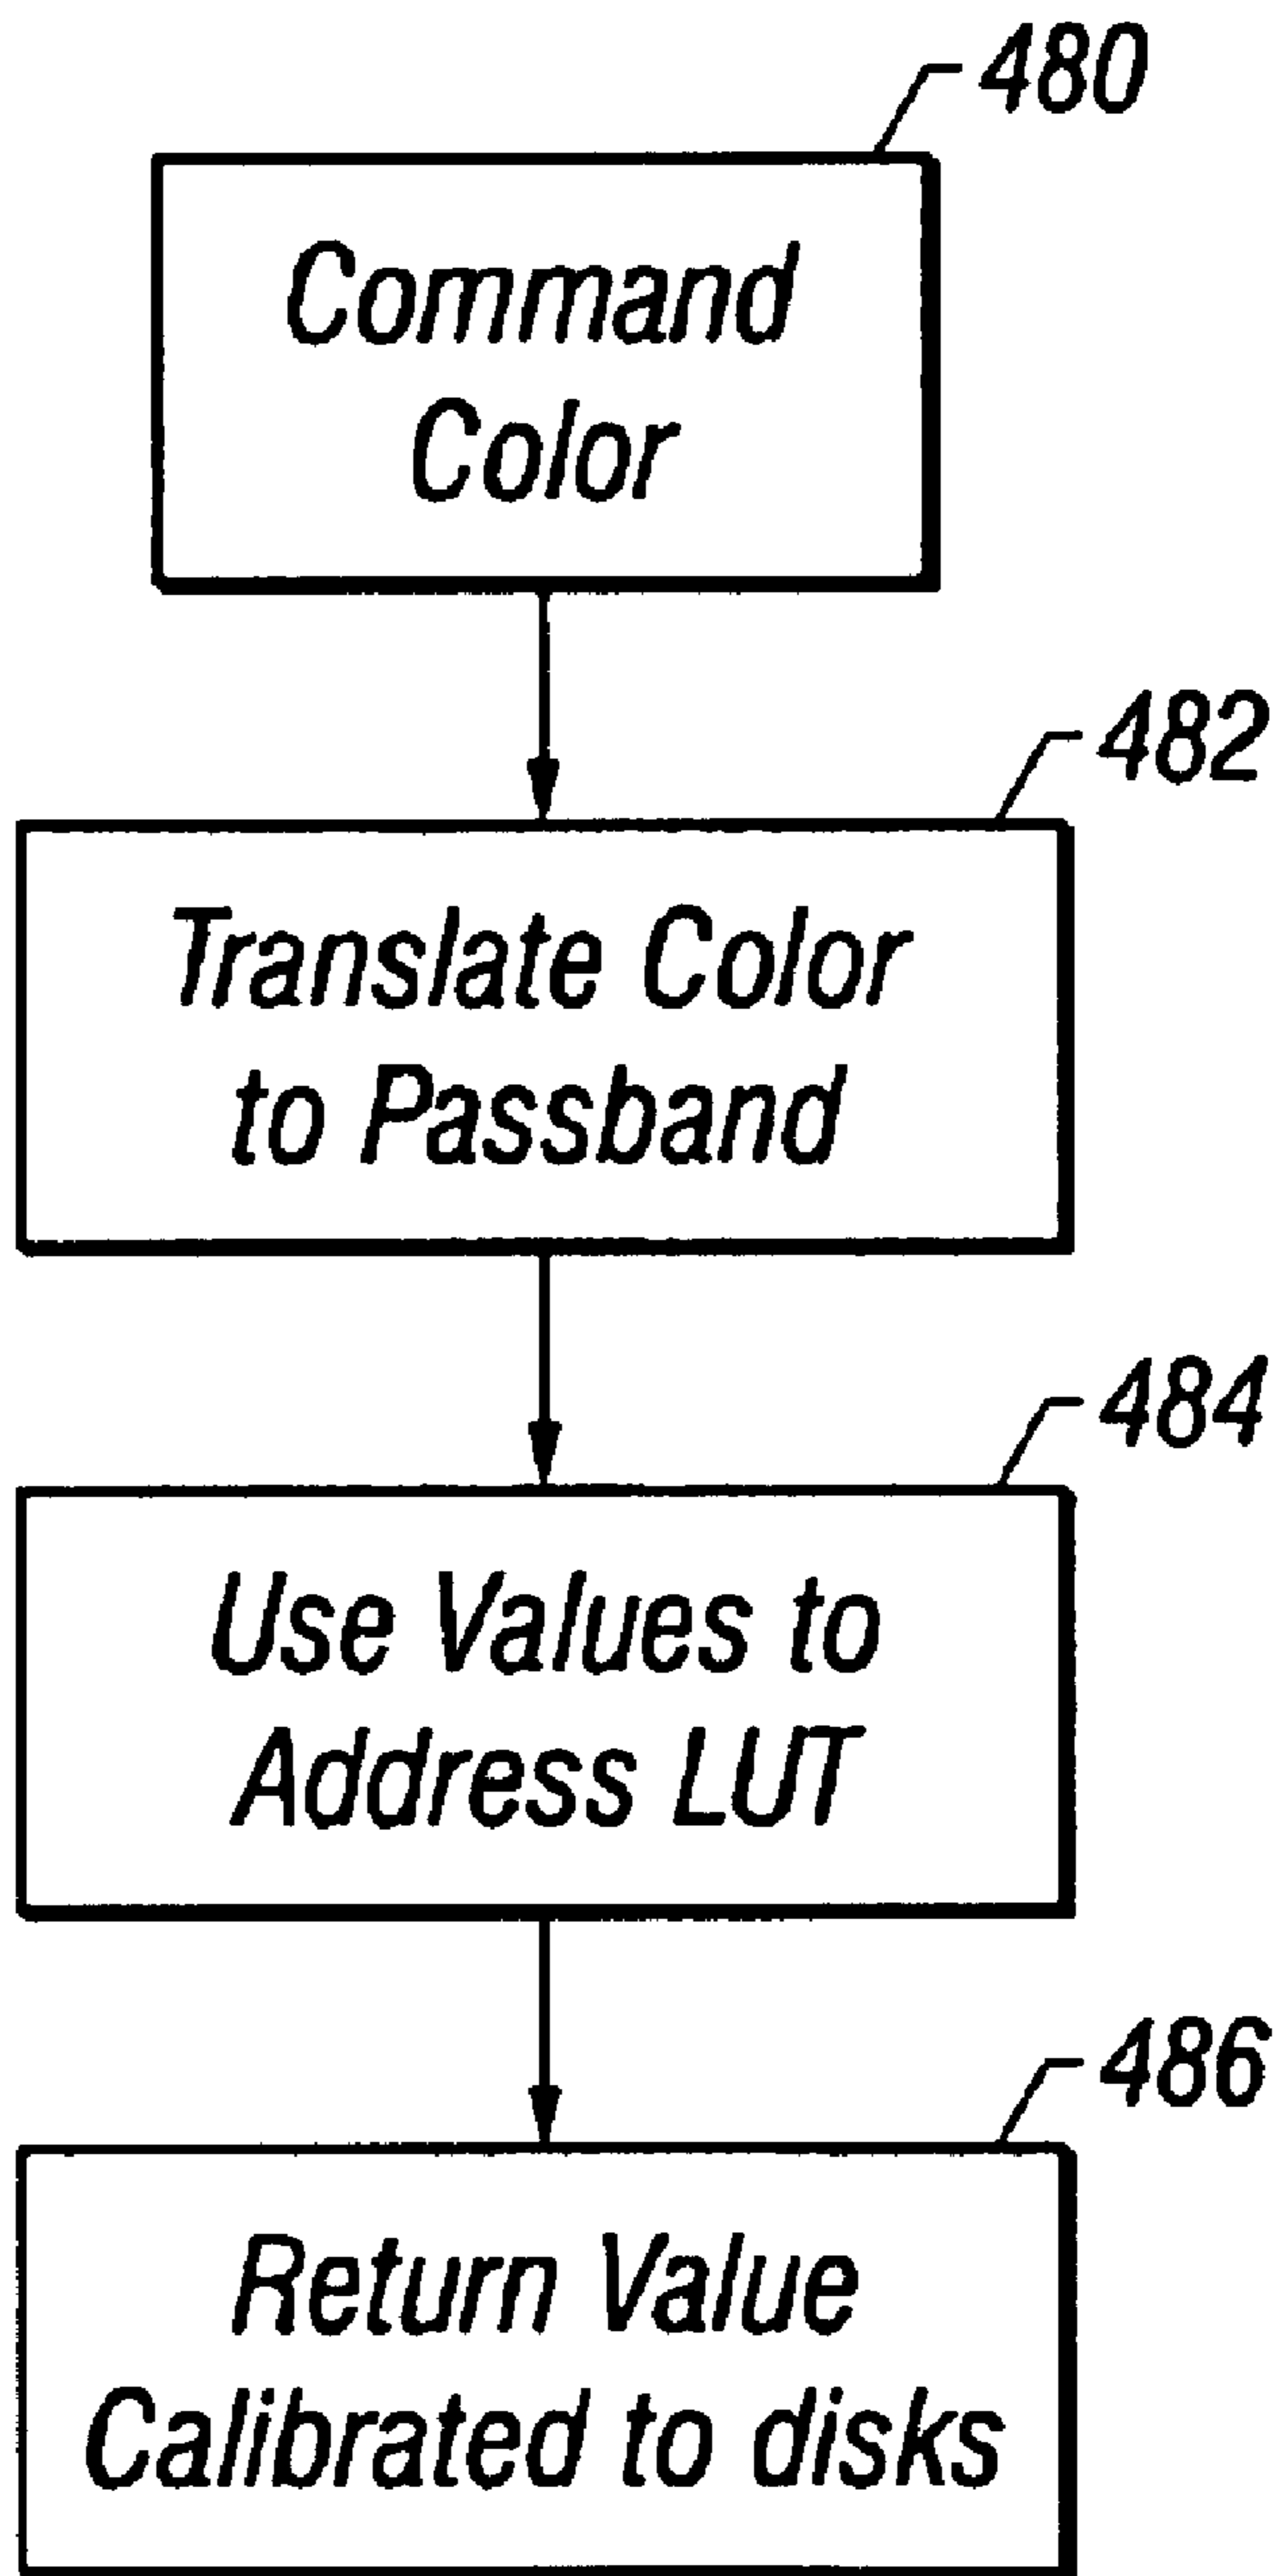 480
Command
Color
482
Translate Color
to Passband
484
Use Values to
Address LUT
486
Return Value
Calibrated to disks